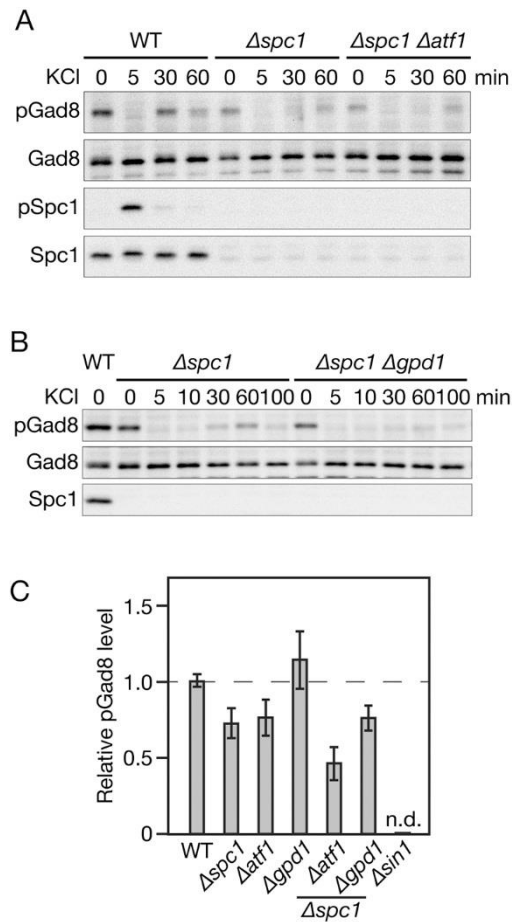 A
WT Δspc1 Δspc1 Δatf1
KCl 0 5 30 60 0 5 30 60 0 5 30 60 min
pGad8
Gad8
pSpc1
Spc1
B
WT Δspc1 Δspc1 Δgpd1
KCl 0 0 5 10 30 60 100 0 5 10 30 60 100 min
pGad8
Gad8
Spc1
C
Relative pGad8 level
1.5
1.0
0.5
0
n.d.
WT Δspc1 Δatf1 Δgpd1 Δatf1 Δgpd1 Δsin1
Δspc1